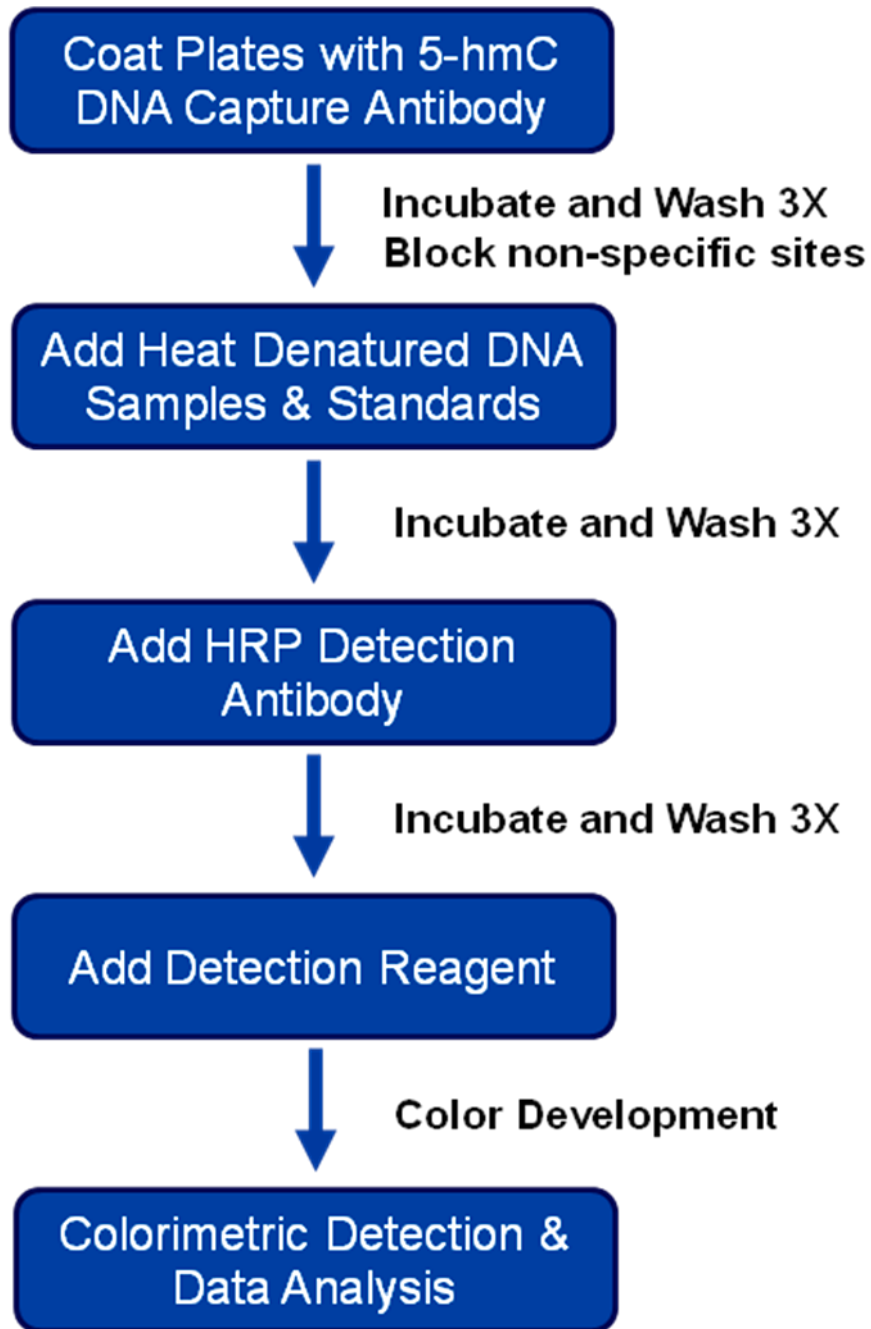 Coat Plates with 5-hmC
DNA Capture Antibody
Incubate and Wash 3X
Block non-specific sites
Add Heat Denatured DNA
Samples & Standards
Incubate and Wash 3X
Add HRP Detection
Antibody
Incubate and Wash 3X
Add Detection Reagent
Color Development
Colorimetric Detection &
Data Analysis